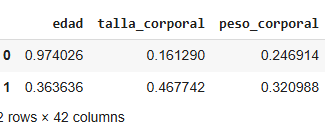 edad talla_corporal peso_corporal
0 0.974026 0.161290 0.246914
1 0.363636 0.467742 0.320988
2 rows × 42 columns